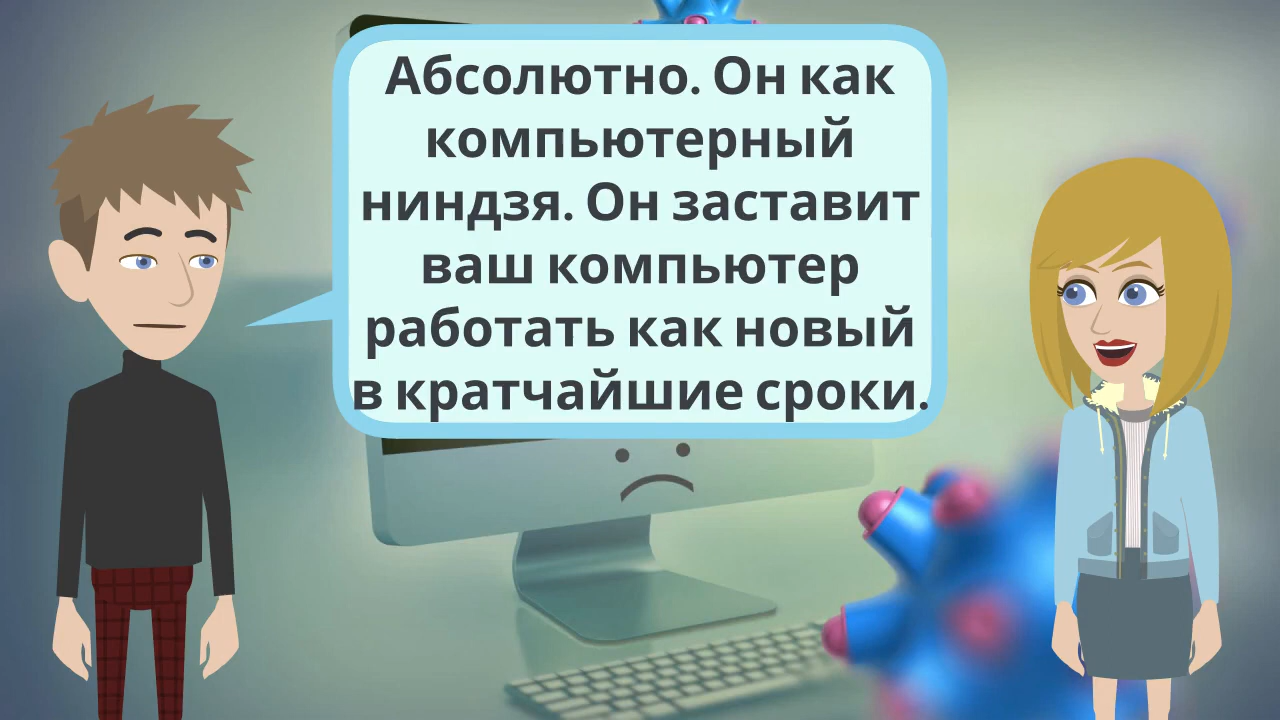 Абсолютно. Он как
компьютерный
ниндзя. Он заставит
ваш компьютер
работать как новый
в кратчайшие сроки.